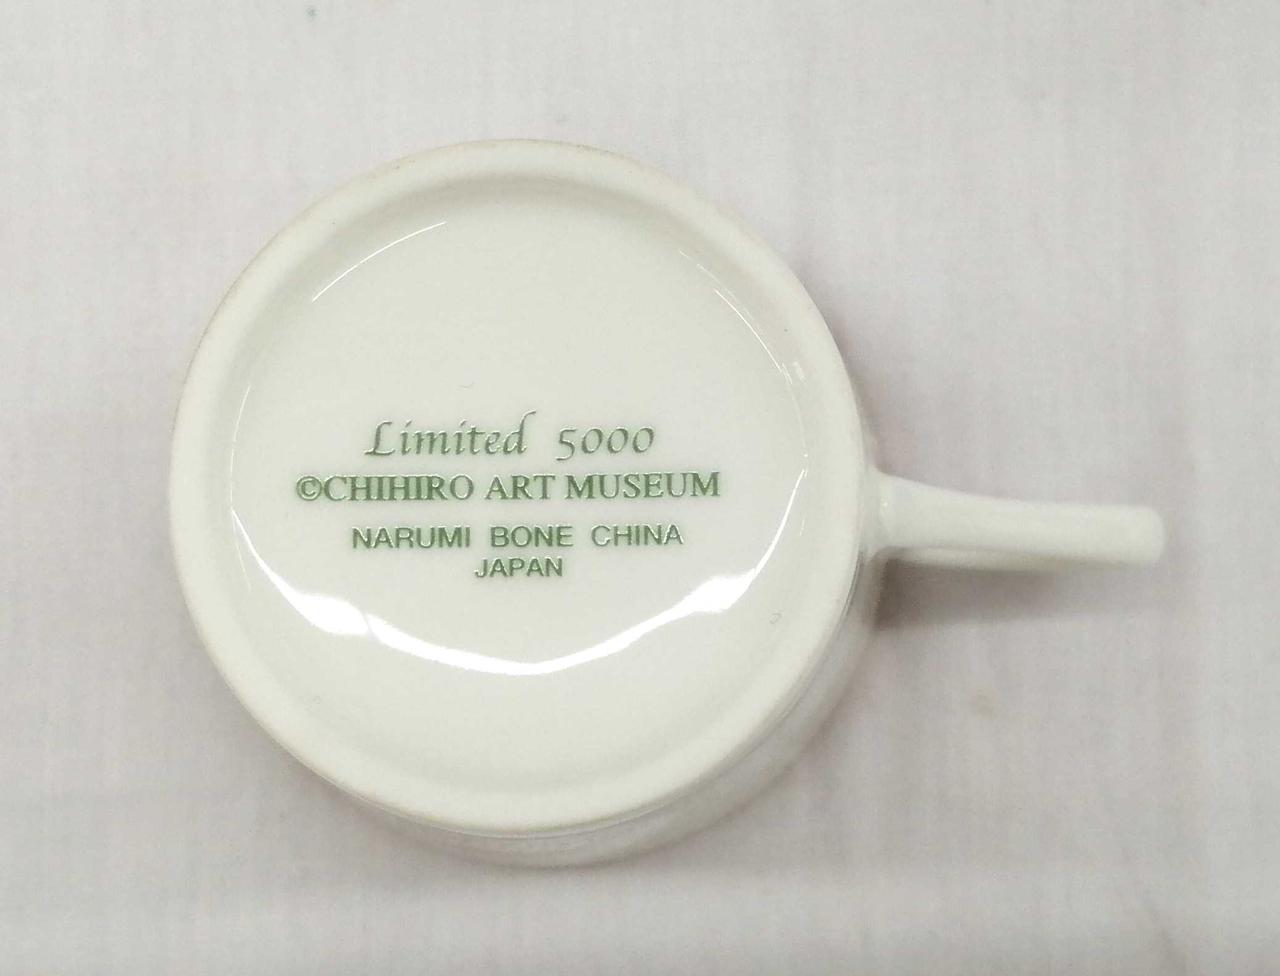 Limited 5000
©CHIHIRO ART MUSEUM
NARUMI BONE CHINA
JAPAN